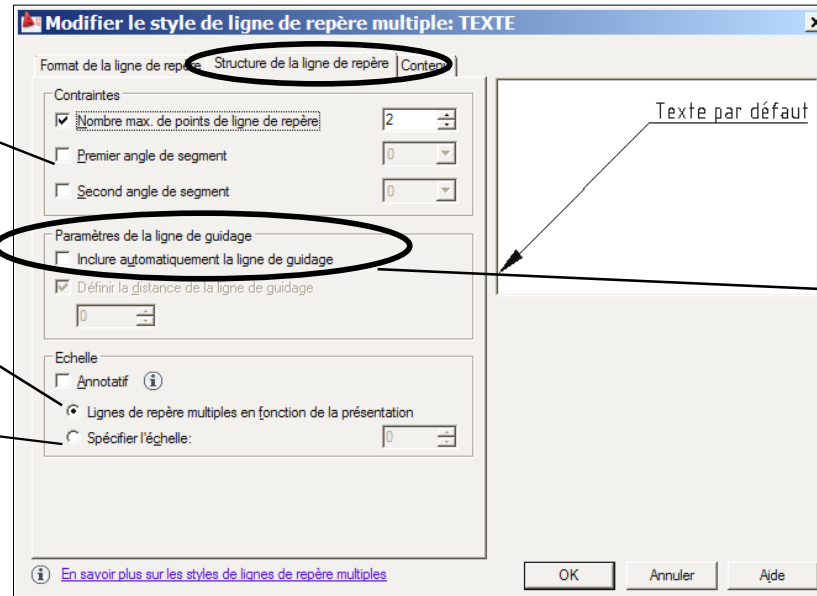 Modifier le style de ligne de repère multiple: TEXTE
Format de la ligne de repère
Structure de la ligne de repère
Contenu
Contraintes
Nombre max. de points de ligne de repère
2
Premier angle de segment
0
Second angle de segment
0
Paramètres de la ligne de guidage
Inclure automatiquement la ligne de guidage
Définir la distance de la ligne de guidage
0
Echelle
Annotatif
Lignes de repère multiples en fonction de la présentation
Spécifier l'échelle:
0
Texte par défaut
En savoir plus sur les styles de lignes de repère multiples
OK
Annuler
Aide